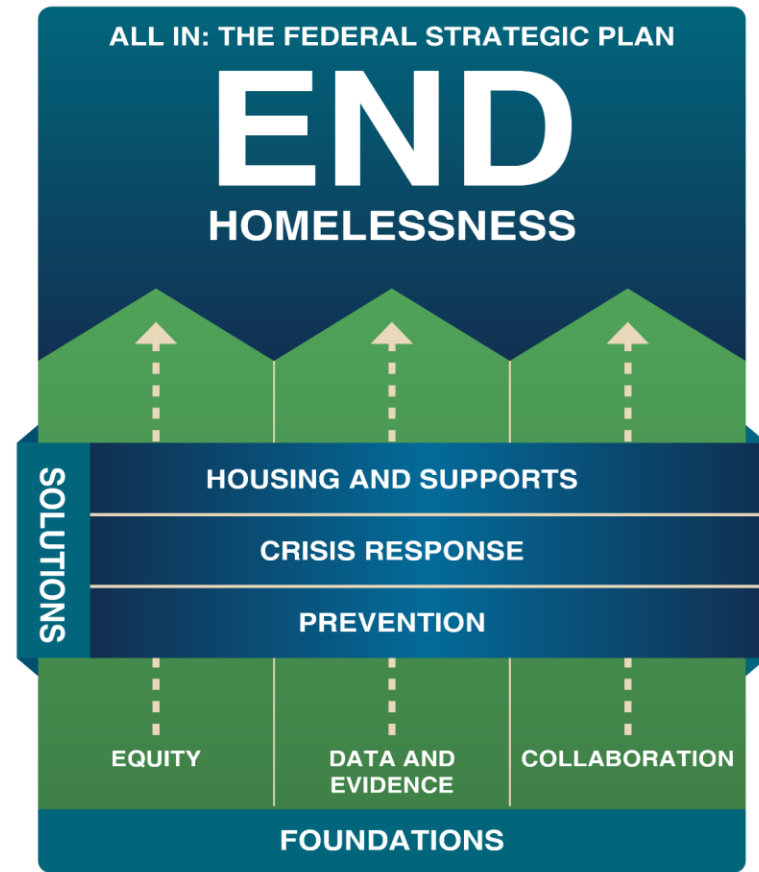 ALL IN: THE FEDERAL STRATEGIC PLAN
END
HOMELESSNESS
SOLUTIONS
HOUSING AND SUPPORTS
CRISIS RESPONSE
PREVENTION
EQUITY
DATA AND
EVIDENCE
COLLABORATION
FOUNDATIONS